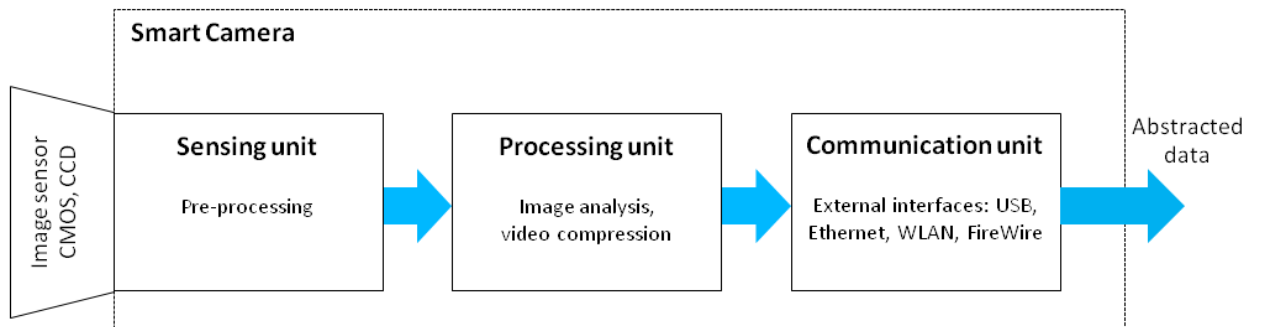 Smart Camera
Image sensor
CMOS, CCD
Sensing unit
Pre-processing
Processing unit
Image analysis,
video compression
Communication unit
External interfaces: USB,
Ethernet, WLAN, FireWire
Abstracted
data